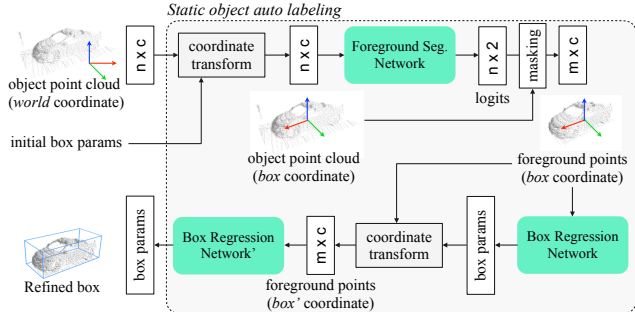 Static object auto labeling
object point cloud
(world coordinate)
n x c
coordinate
transform
n x c
Foreground Seg.
Network
n x 2
logits
masking
m x c
initial box params
object point cloud
(box coordinate)
foreground points
(box coordinate)
Refined box
box params
Box Regression
Network’
m x c
foreground points
(box’ coordinate)
coordinate
transform
box params
Box Regression
Network